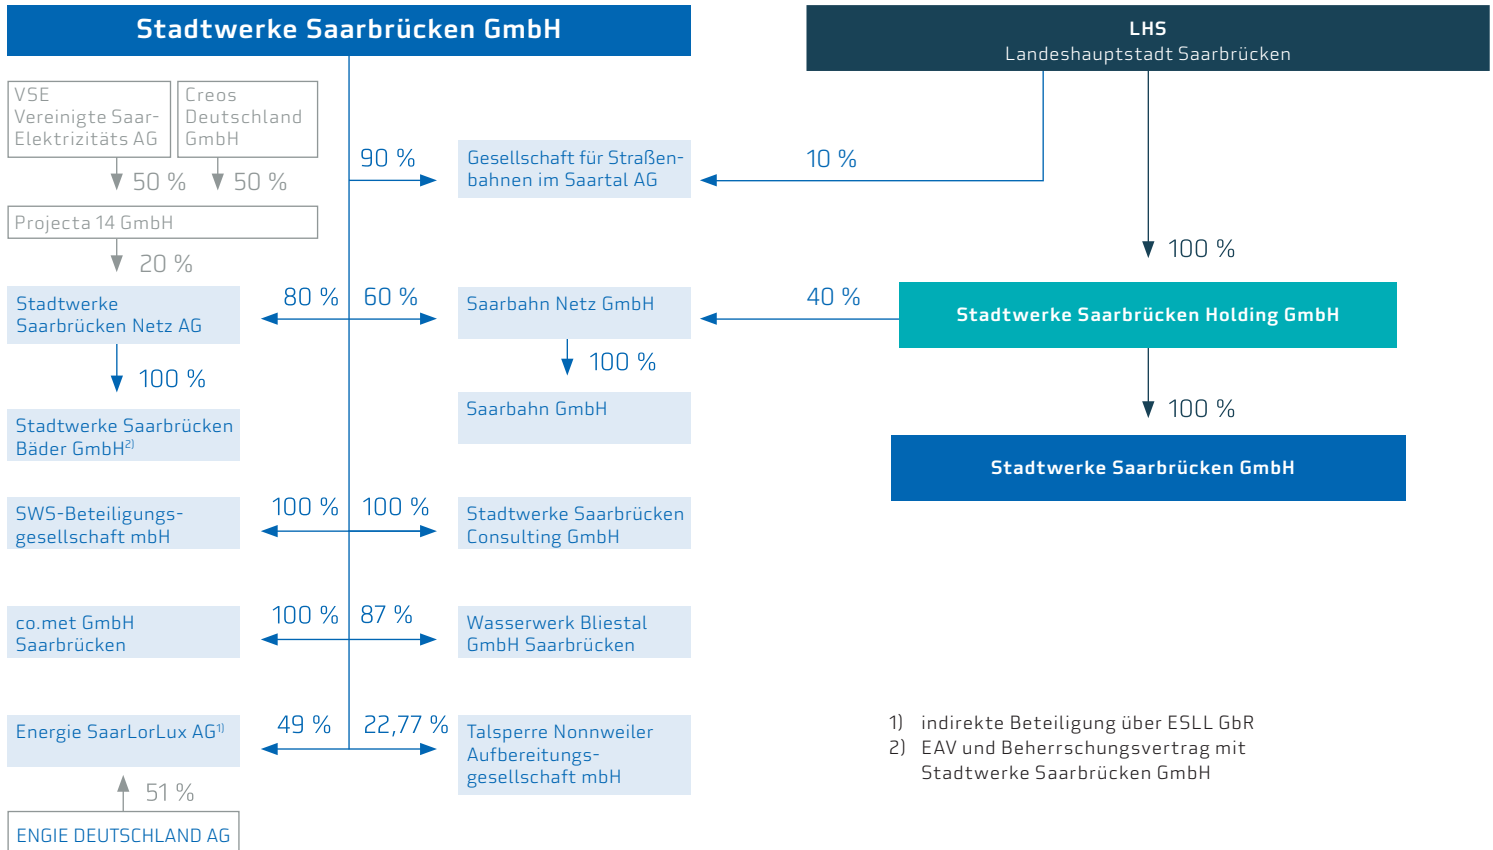 Stadtwerke Saarbrücken GmbH
LHS
Landeshauptstadt Saarbrücken
VSE
Vereinigte Saar-
Elektrizitäts AG
Creos
Deutschland
GmbH
50 %
50 %
Projecta 14 GmbH
20 %
90 %
Gesellschaft für Straßen-
bahnen im Saartal AG
10 %
100 %
Stadtwerke
Saarbrücken Netz AG
80 %
60 %
Saarbahn Netz GmbH
40 %
Stadtwerke Saarbrücken Holding GmbH
100 %
100 %
100 %
Stadtwerke Saarbrücken
Bäder GmbH2)
Saarbahn GmbH
Stadtwerke Saarbrücken GmbH
SWS-Beteiligungs-
gesellschaft mbH
100 %
100 %
Stadtwerke Saarbrücken
Consulting GmbH
co.met GmbH
Saarbrücken
100 %
87 %
Wasserwerk Bliestal
GmbH Saarbrücken
Energie SaarLorLux AG1)
49 %
22,77 %
Talsperre Nonnweiler
Aufbereitungs-
gesellschaft mbH
51 %
ENGIE DEUTSCHLAND AG
1) indirekte Beteiligung über ESLL GbR
2) EAV und Beherrschungsvertrag mit
Stadtwerke Saarbrücken GmbH